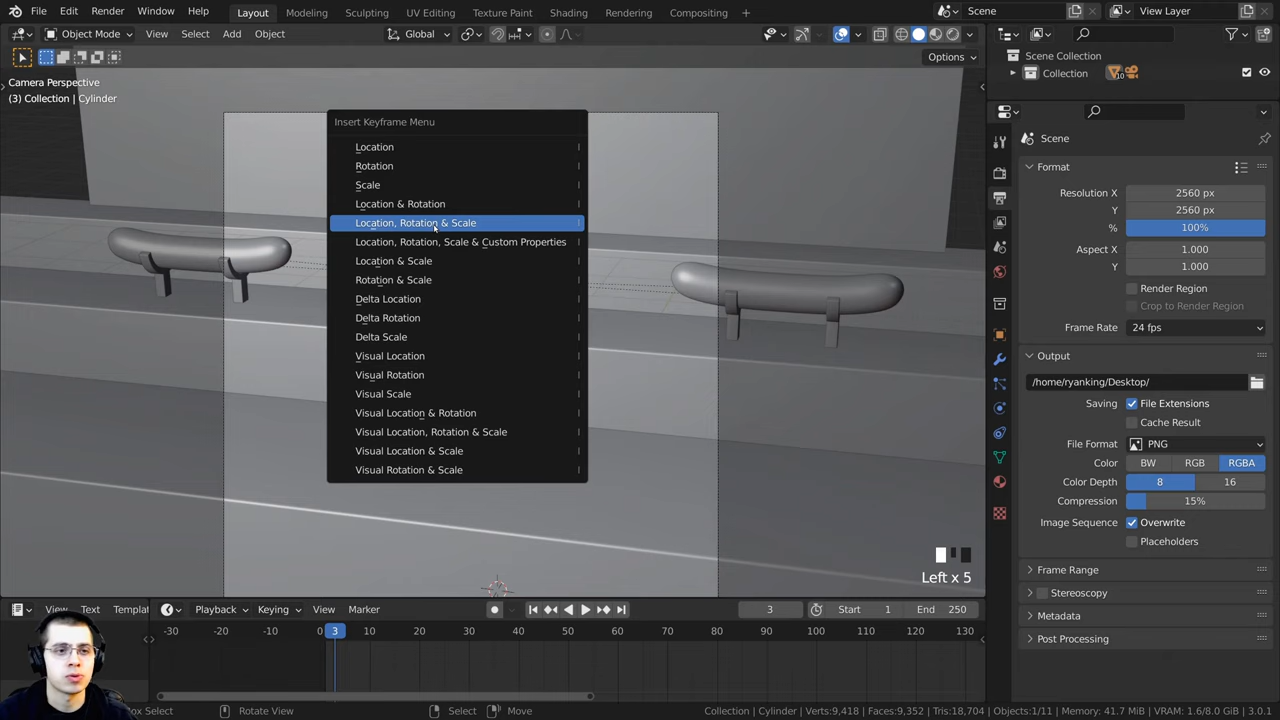 File Edit Render Window Help Layout Modeling Sculpting UV Editing Texture Paint Shading Rendering Compositing Scene View Layer
Object Mode View Select Add Object Global
Options
Camera Perspective
(3) Collection | Cylinder
Insert Keyframe Menu
Location
Rotation
Scale
Location & Rotation
Location, Rotation & Scale
Location, Rotation, Scale & Custom Properties
Location & Scale
Rotation & Scale
Delta Location
Delta Rotation
Delta Scale
Visual Location
Visual Rotation
Visual Scale
Visual Location & Rotation
Visual Location, Rotation & Scale
Visual Location & Scale
Visual Rotation & Scale
Left x 5
Scene Collection
Collection 10
Scene
Format
Resolution X 2560 px
Y 2560 px
% 100%
Aspect X 1.000
Y 1.000
Render Region
Crop to Render Region
Frame Rate 24 fps
Output
/home/ryanking/Desktop/
Saving File Extensions
Cache Result
File Format PNG
Color BW RGB RGBA
Color Depth 8 16
Compression 15%
Image Sequence Overwrite
Placeholders
Frame Range
Stereoscopy
Metadata
Post Processing
View Text Templat Playback Keying View Marker 3 Start 1 End 250
-30 -20 -10 0 3 10 20 30 40 50 60 70 80 90 100 110 120 130
Box Select Rotate View Select Move Collection | Cylinder | Verts:9,418 | Faces:9,352 | Tris:18,704 | Objects:1/11 | Memory: 41.7 MiB | VRAM: 1.6/8.0 GiB | 3.0.1